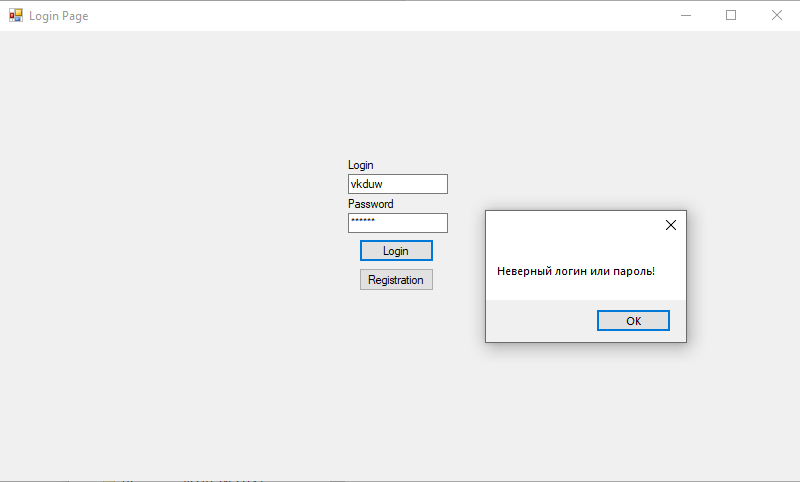 Login Page
Login
vkduw
Password
******
Login
Registration
Неверный логин или пароль!
OK